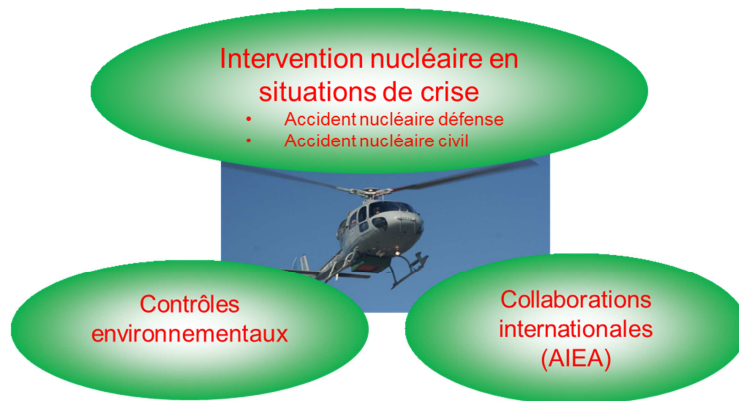 Intervention nucléaire en
situations de crise
• Accident nucléaire défense
• Accident nucléaire civil
Contrôles
environnementaux
Collaborations
internationales
(AIEA)